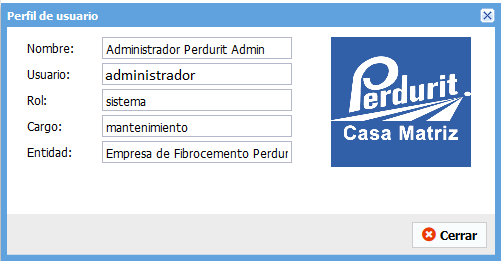 Perfil de usuario
Nombre: Administrador Perdurit Admin
Usuario: administrador
Rol: sistema
Cargo: mantenimiento
Entidad: Empresa de Fibrocemento Perdur
Perdurit.
Casa Matriz
Cerrar